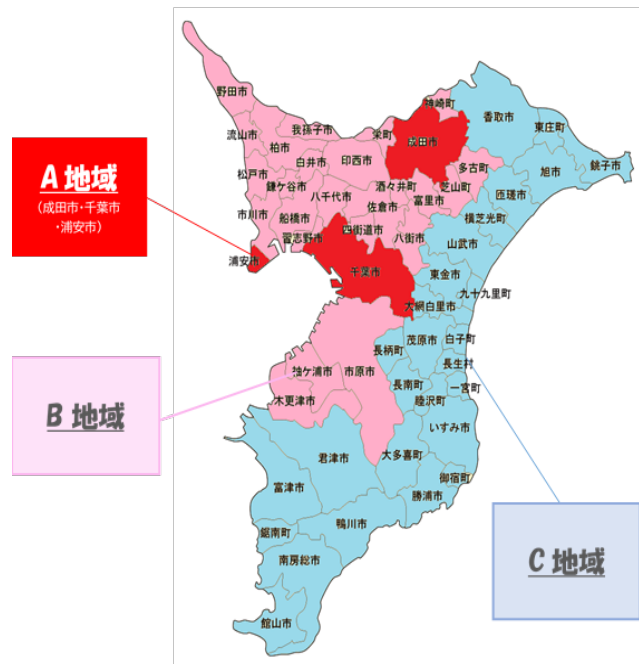 野田市
流山市
我孫子市
柏市
栄町
神崎町
成田市
香取市
東庄町
銚子市
旭市
匝瑳市
多古町
松戸市
白井市
印西市
鎌ケ谷市
酒々井町
芝山町
八千代市
佐倉市
富里市
市川市
船橋市
横芝光町
習志野市
四街道市
八街市
山武市
浦安市
千葉市
東金市
九十九里町
大網白里市
茂原市
白子町
長柄町
長生村
袖ケ浦市
市原市
長南町
一宮町
木更津市
睦沢町
いすみ市
君津市
大多喜町
御宿町
富津市
勝浦市
鴨川市
鋸南町
南房総市
館山市
A 地域
(成田市・千葉市
・浦安市)
B 地域
C 地域